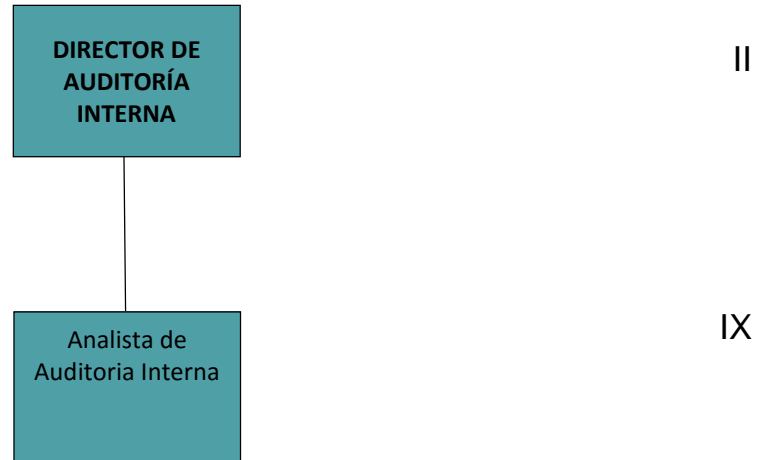 DIRECTOR DE
AUDITORÍA
INTERNA
II
Analista de
Auditoria Interna
IX